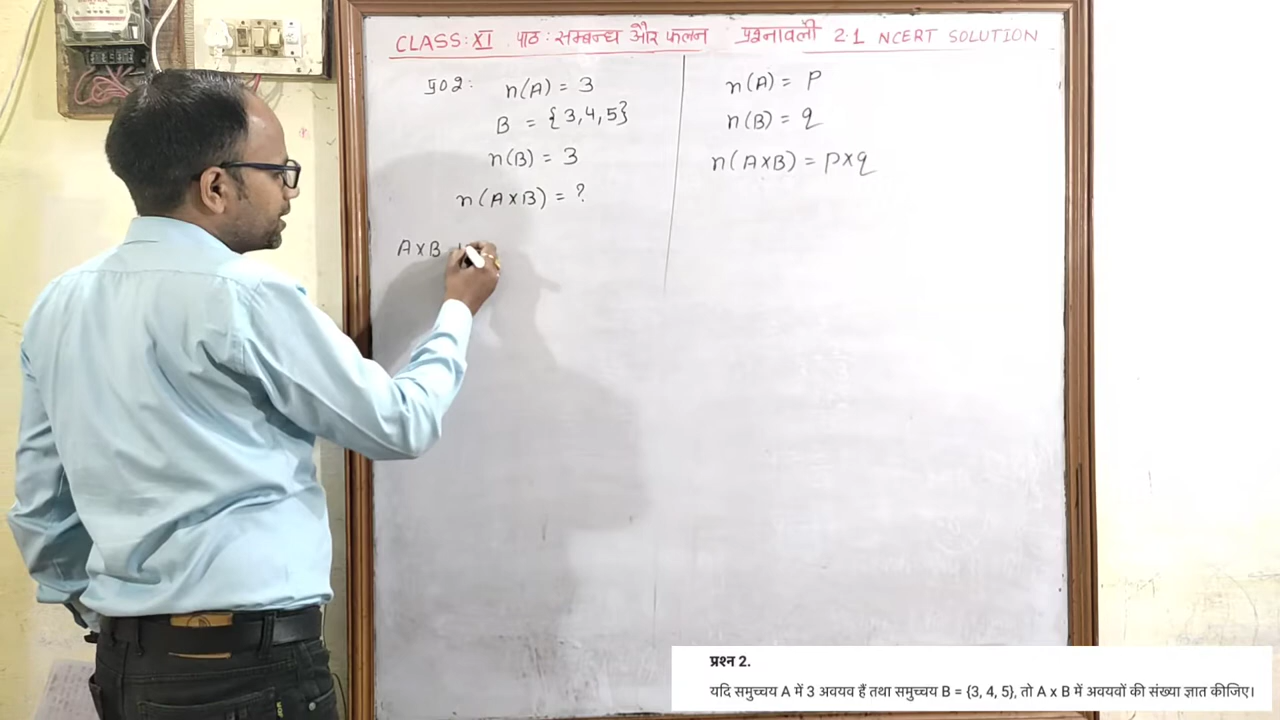 CLASS:XI पाठ : सम्बन्ध और फलन प्रश्नावली 2.1 NCERT SOLUTION
प्र02: n(A) = 3
B = {3,4,5}
n(B) = 3
n(A×B) = ?
A×B
n(A) = p
n(B) = q
n(A×B) = p×q
प्रश्न 2.
यदि समुच्चय A में 3 अवयव हैं तथा समुच्चय B = {3, 4, 5}, तो A x B में अवयवों की संख्या ज्ञात कीजिए।